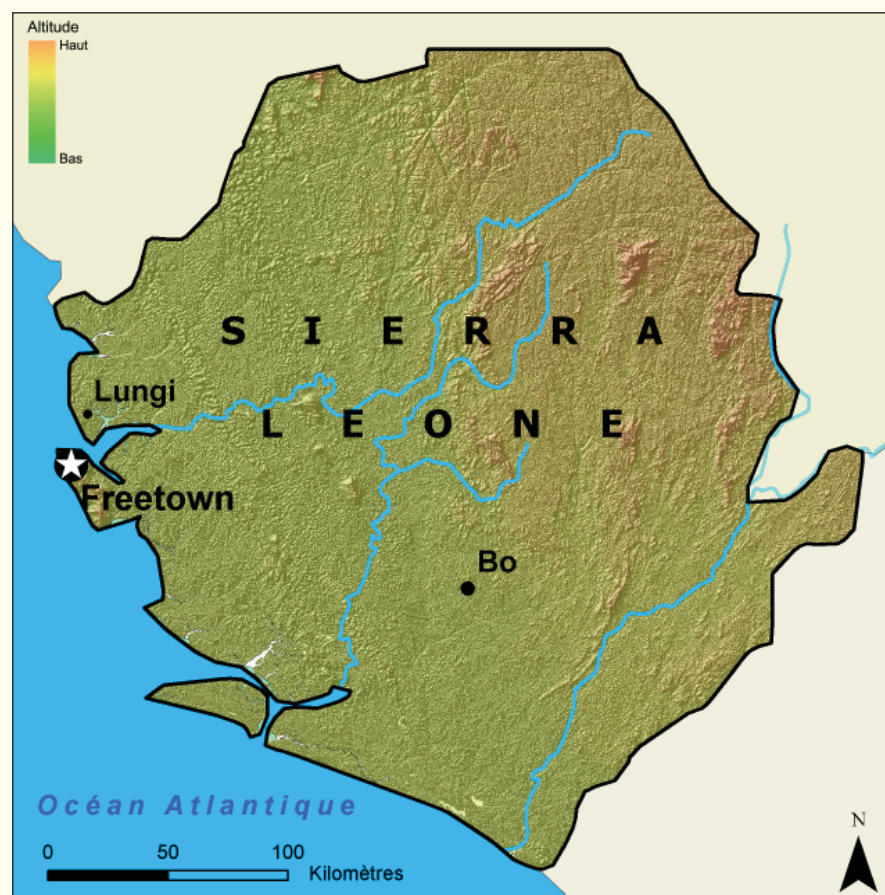 Altitude
Haut
Bas
S I E R R A
Lungi
L E O N E
Freetown
Bo
Océan Atlantique
N
0 50 100
Kilomètres